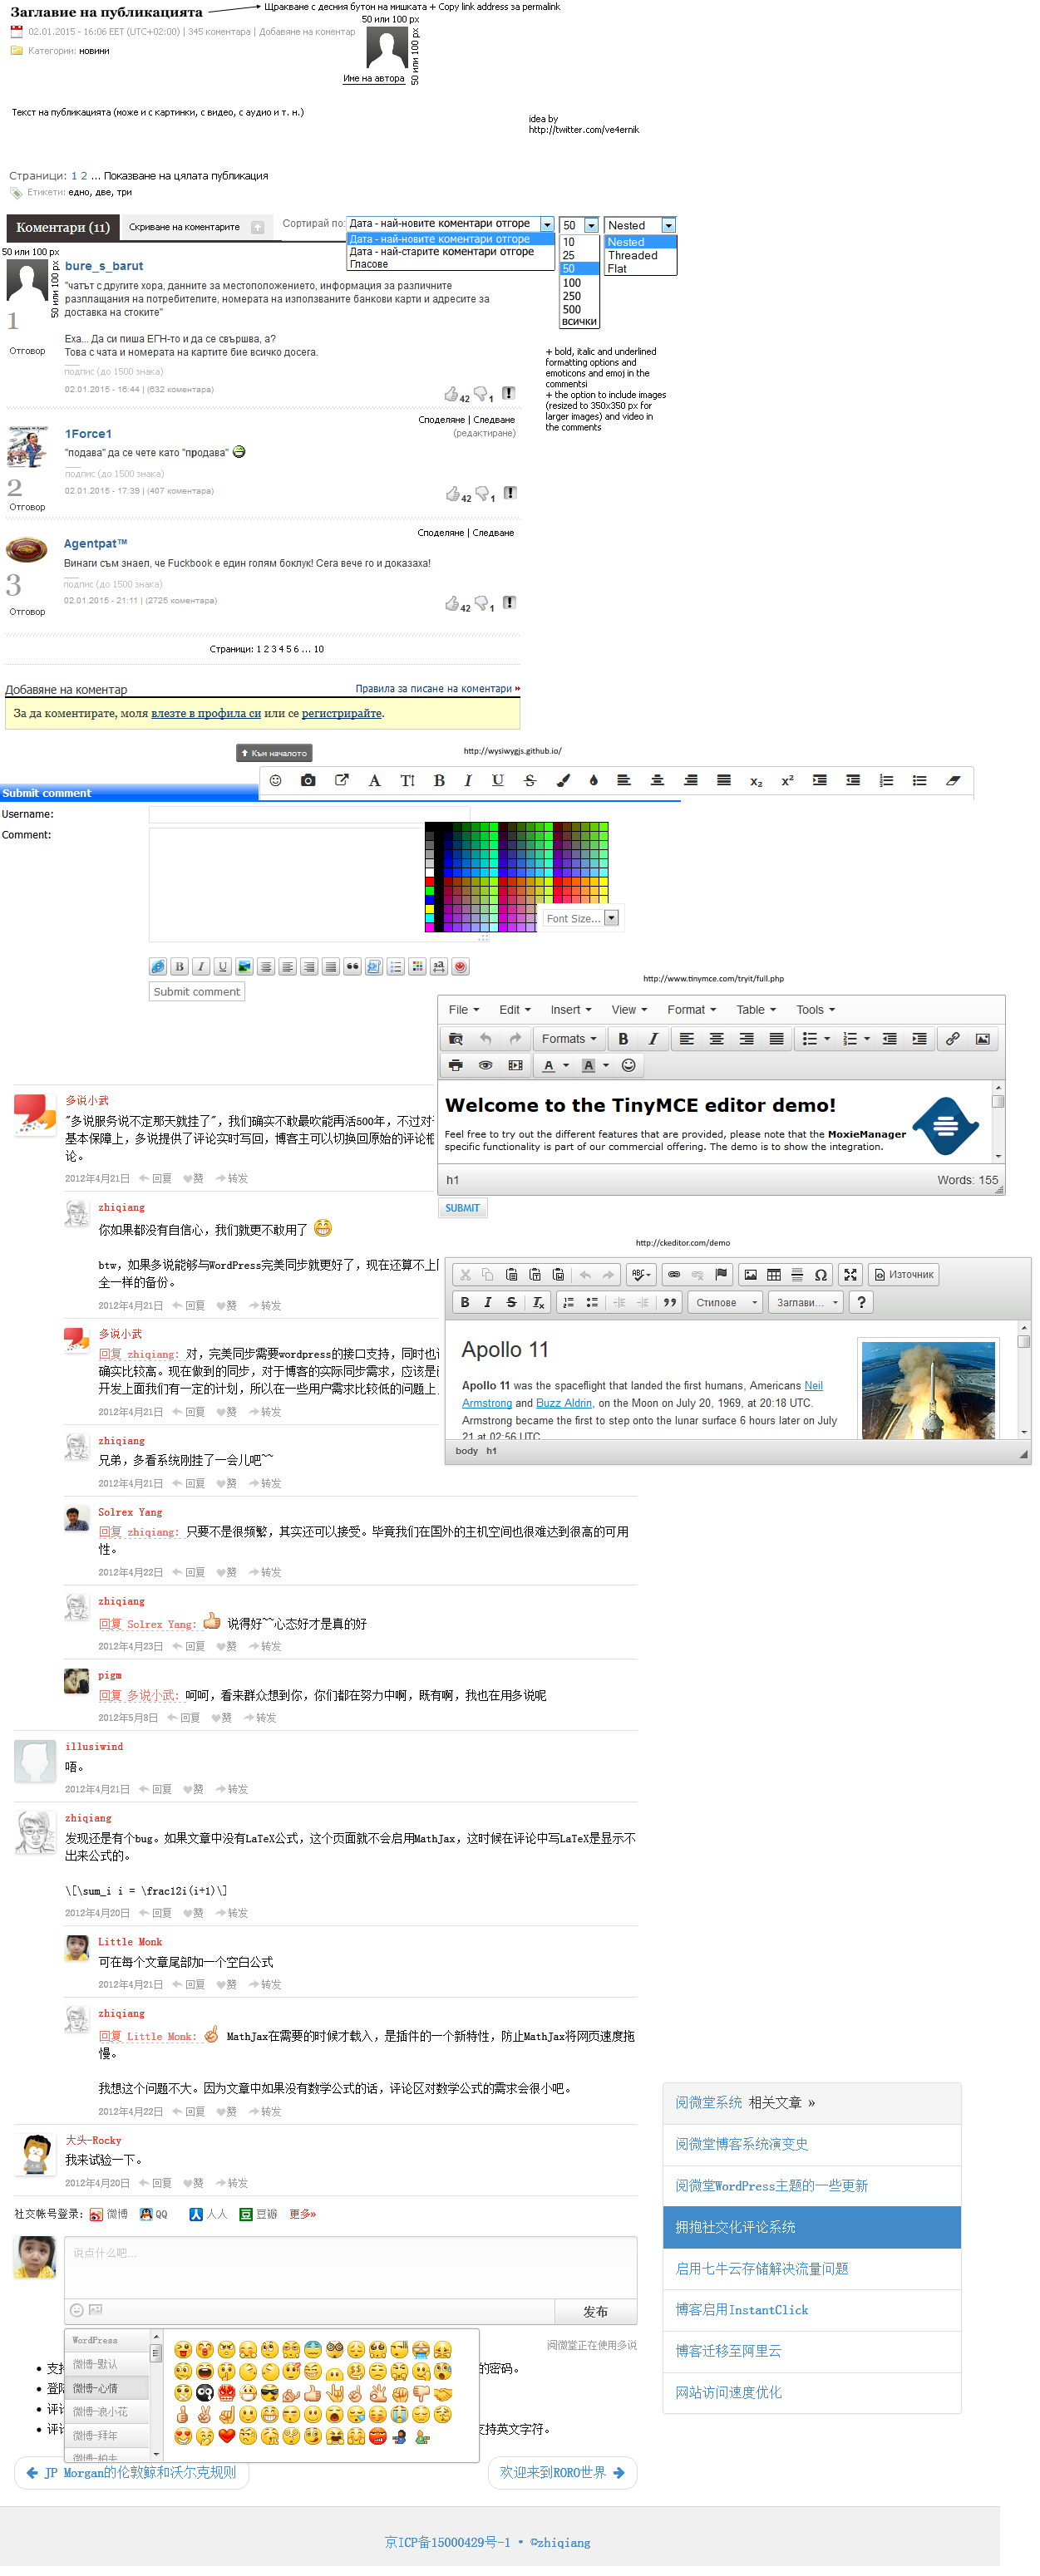 Заглавие на публикацията
Щракване с десния бутон на мишката + Copy link address за permalink
50 или 100 px
02.01.2015 - 16:06 EET (UTC+02:00) | 345 коментара | Добавяне на коментар
50 или 100 px
Категории: новини
Име на автора
Текст на публикацията (може и с картинки, с видео, с аудио и т. н.)
idea by
http://twitter.com/ve4ernik
Страници: 1 2 ... Показване на цялата публикация
Етикети: едно, две, три
Коментари (11)
Скриване на коментарите
Сортирай по:
Дата - най-новите коментари отгоре
Дата - най-новите коментари отгоре
Дата - най-старите коментари отгоре
Гласове
50
10
25
50
100
250
500
всички
Nested
Nested
Threaded
Flat
50 или 100 px
50 или 100 px
bure_s_barut
"чатът с другите хора, данните за местоположението, информация за различните
разплащания на потребителите, номерата на използваните банкови карти и адресите за
доставка на стоките"
1
Отговор
Еха... Да си пиша ЕГН-то и да се свършва, а?
Това с чата и номерата на картите бие всичко досега.
подпис (до 1500 знака)
02.01.2015 - 16:44 | (632 коментара)
42
1
+ bold, italic and underlined
formatting options and
emoticons and emoj in the
commentsi
+ the option to include images
(resized to 350x350 px for
larger images) and video in
the comments
Споделяне | Следване
(редактиране)
1Force1
"подава" да се чете като "продава"
подпис (до 1500 знака)
2
02.01.2015 - 17:39 | (407 коментара)
42
1
Отговор
Споделяне | Следване
Agentpat™
Винаги съм знаел, че Fuckbook е един голям боклук! Сега вече го и доказаха!
3
подпис (до 1500 знака)
02.01.2015 - 21:11 | (2725 коментара)
42
1
Отговор
Страници: 1 2 3 4 5 6 ... 10
Добавяне на коментар
Правила за писане на коментари
За да коментирате, моля влезте в профила си или се регистрирайте.
Към началото
http://wysiwygjs.github.io/
Submit comment
Username:
Comment:
Font Size...
Submit comment
http://www.tinymce.com/tryit/full.php
File Edit Insert View Format Table Tools
Formats B I
A A
Welcome to the TinyMCE editor demo!
Feel free to try out the different features that are provided, please note that the MoxieManager
specific functionality is part of our commercial offering. The demo is to show the integration.
h1
Words: 155
SUBMIT
http://ckeditor.com/demo
Източник
B I S
Стилове
Заглави...
?
Apollo 11
Apollo 11 was the spaceflight that landed the first humans, Americans Neil
Armstrong and Buzz Aldrin, on the Moon on July 20, 1969, at 20:18 UTC.
Armstrong became the first to step onto the lunar surface 6 hours later on July
21 at 02:56 UTC.
body h1
多说小武
"多说服务说不定那天就挂了"，我们确实不敢最吹能再活500年，不过对于
基本保障上，多说提供了评论实时写回，博客主可以切换回原始的评论框
论。
2012年4月21日 回复 赞 转发
zhiqiang
你如果都没有自信心，我们就更不敢用了
btw，如果多说能够与WordPress完美同步就更好了，现在还算不上同
全一样的备份。
2012年4月21日 回复 赞 转发
多说小武
回复 zhiqiang: 对，完美同步需要wordpress的接口支持，同时也
确实比较高。现在做到的同步，对于博客的实际同步需求，应该是
开发上面我们有一定的计划，所以在一些用户需求比较低的问题上
2012年4月21日 回复 赞 转发
zhiqiang
兄弟，多看系统刚挂了一会儿吧~~
2012年4月21日 回复 赞 转发
Solrex Yang
回复 zhiqiang: 只要不是很频繁，其实还可以接受。毕竟我们在国外的主机空间也很难达到很高的可用
性。
2012年4月22日 回复 赞 转发
zhiqiang
回复 Solrex Yang: 说得好~~心态好才是真的好
2012年4月23日 回复 赞 转发
pigm
回复 多说小武: 呵呵，看来群众想到你，你们都在努力中啊，既有啊，我也在用多说呢
2012年5月8日 回复 赞 转发
illusiwind
唔。
2012年4月21日 回复 赞 转发
zhiqiang
发现还是有个bug。如果文章中没有LaTeX公式，这个页面就不会启用MathJax，这时候在评论中写LaTeX是显示不
出来公式的。
\[\sum_i i = \frac12i(i+1)\]
2012年4月20日 回复 赞 转发
Little Monk
可在每个文章尾部加一个空白公式
2012年4月21日 回复 赞 转发
zhiqiang
回复 Little Monk: MathJax在需要的时候才载入，是插件的一个新特性，防止MathJax将网页速度拖
慢。
我想这个问题不大。因为文章中如果没有数学公式的话，评论区对数学公式的需求会很小吧。
2012年4月22日 回复 赞 转发
大头-Rocky
我来试验一下。
2012年4月20日 回复 赞 转发
社交帐号登录: 微博 QQ 人人 豆瓣 更多»
说点什么吧...
发布
阅微堂正在使用多说
WordPress
微博-默认
微博-心情
微博-浪小花
微博-拜年
微博-柏夫
支持
的密码。
登陆
评论
评论
支持英文字符。
JP Morgan的伦敦鲸和沃尔克规则
欢迎来到RORO世界
阅微堂系统 相关文章 »
阅微堂博客系统演变史
阅微堂WordPress主题的一些更新
拥抱社交化评论系统
启用七牛云存储解决流量问题
博客启用InstantClick
博客迁移至阿里云
网站访问速度优化
京ICP备15000429号-1 • ©zhiqiang